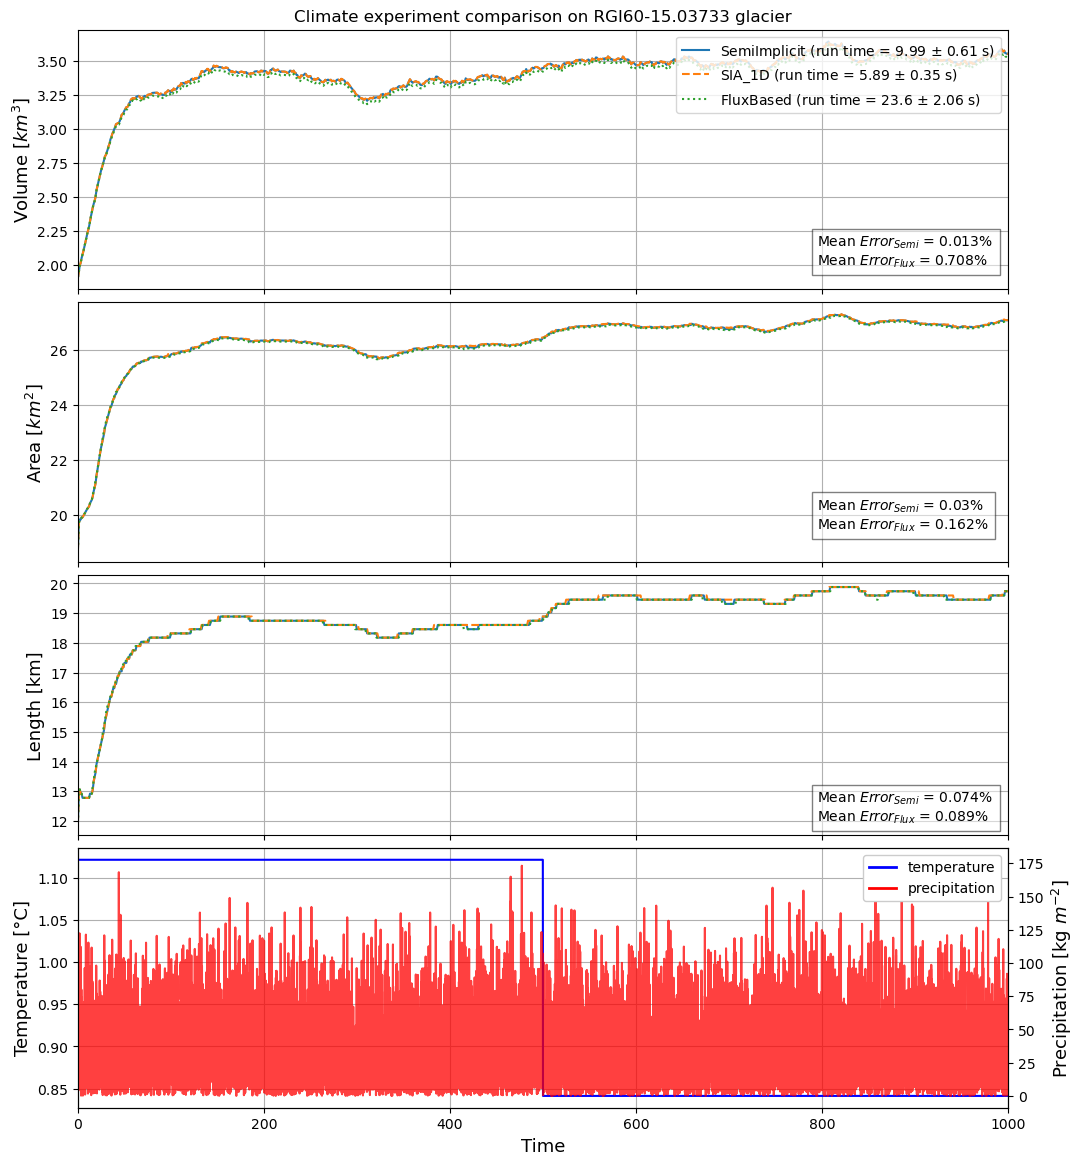 Climate experiment comparison on RGI60-15.03733 glacier
SemiImplicit (run time = 9.99 ± 0.61 s)
SIA_1D (run time = 5.89 ± 0.35 s)
FluxBased (run time = 23.6 ± 2.06 s)
3.50
3.25
3.00
2.75
2.50
2.25
2.00
Volume [km³]
Mean Error_Semi = 0.013%
Mean Error_Flux = 0.708%
26
24
22
20
Area [km²]
Mean Error_Semi = 0.03%
Mean Error_Flux = 0.162%
20
19
18
17
16
15
14
13
12
Length [km]
Mean Error_Semi = 0.074%
Mean Error_Flux = 0.089%
temperature
precipitation
1.10
1.05
1.00
0.95
0.90
0.85
Temperature [°C]
175
150
125
100
75
50
25
0
Precipitation [kg m⁻²]
0 200 400 600 800 1000
Time